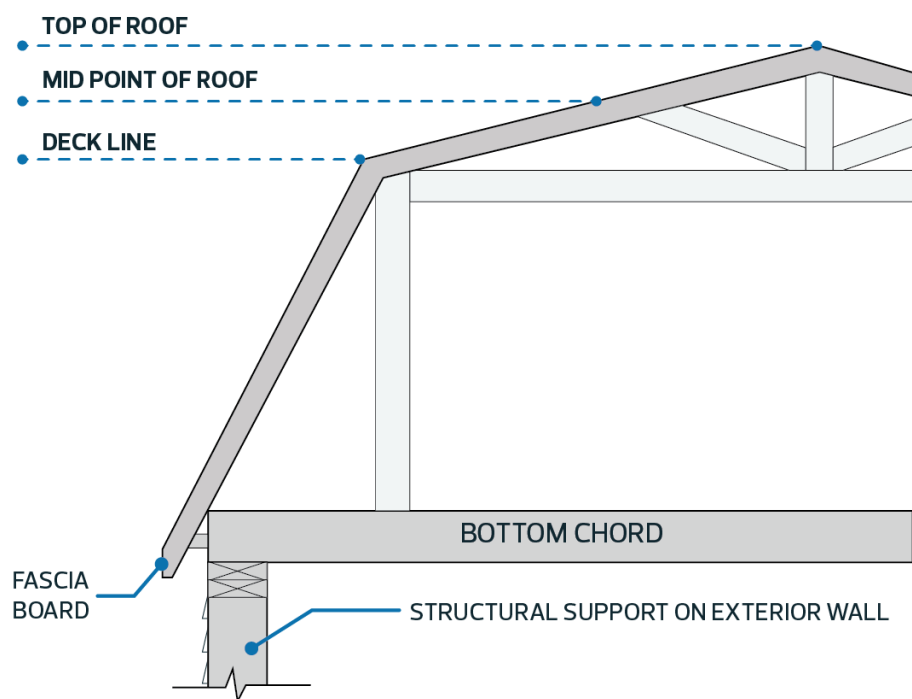 TOP OF ROOF
MID POINT OF ROOF
DECK LINE
BOTTOM CHORD
FASCIA
BOARD
STRUCTURAL SUPPORT ON EXTERIOR WALL